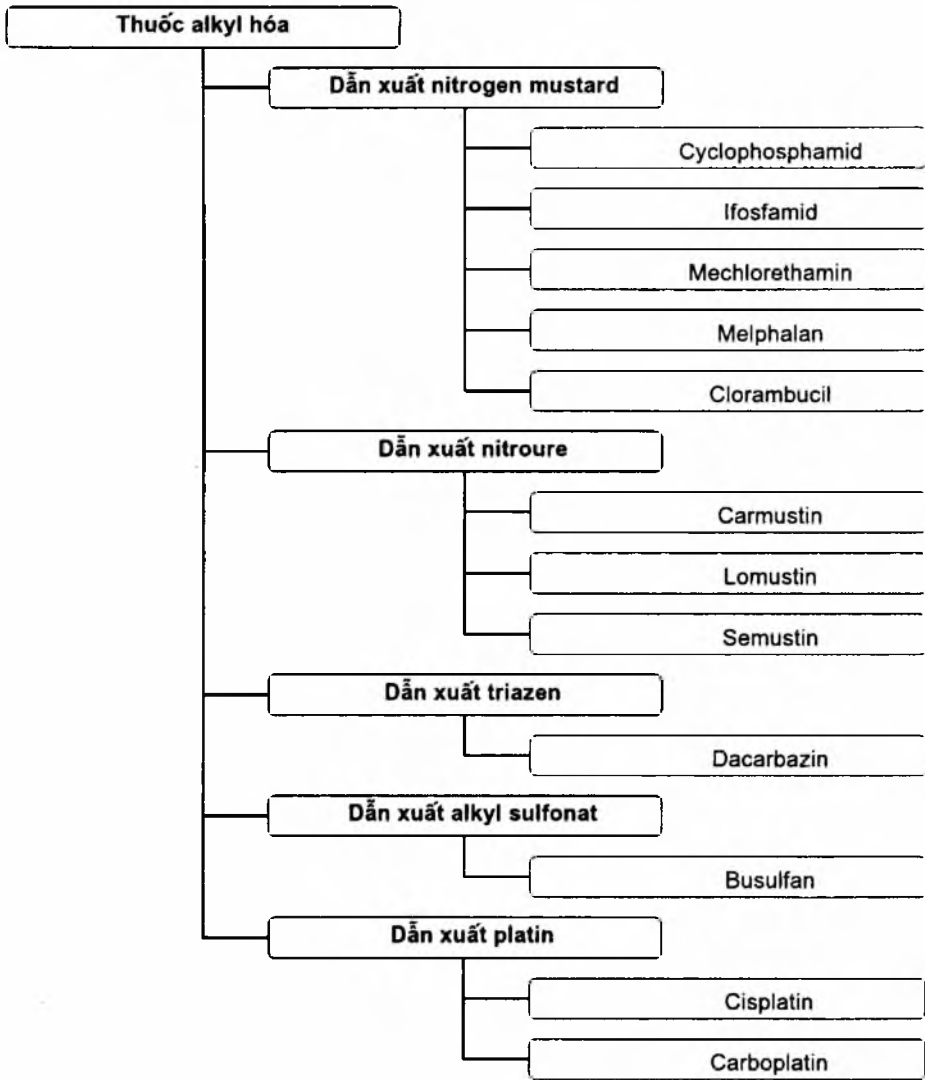 Thuốc alkyl hóa
Dẫn xuất nitrogen mustard
Cyclophosphamid
Ifosfamid
Mechlorethamin
Melphalan
Clorambucil
Dẫn xuất nitroure
Carmustin
Lomustin
Semustin
Dẫn xuất triazen
Dacarbazin
Dẫn xuất alkyl sulfonat
Busulfan
Dẫn xuất platin
Cisplatin
Carboplatin